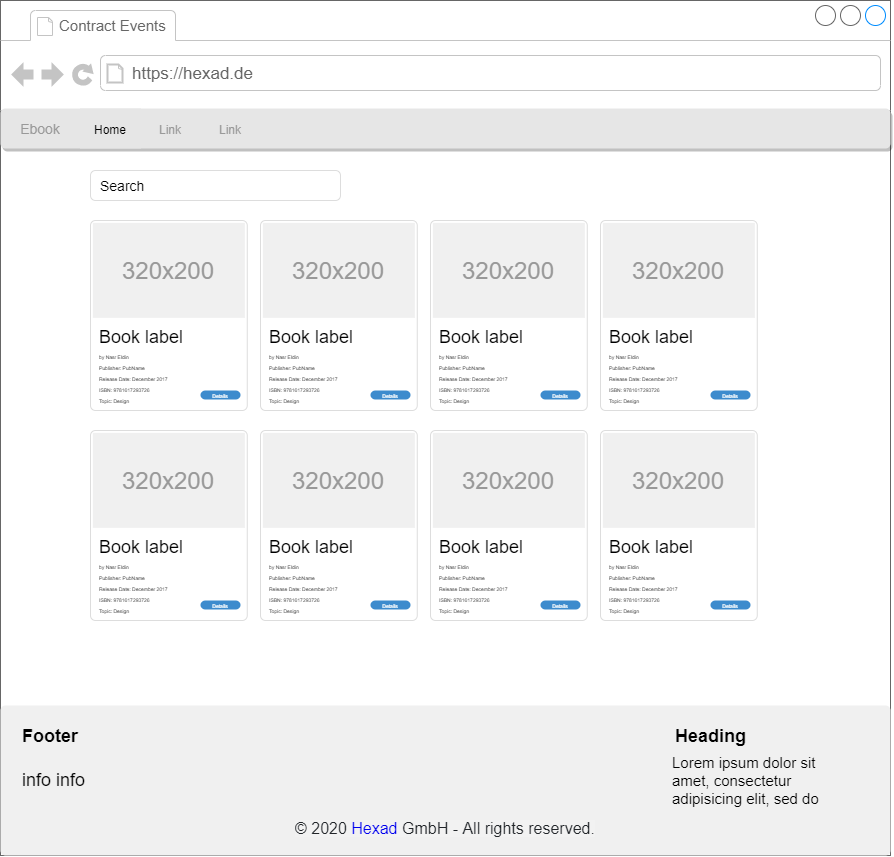 Contract Events
https://hexad.de
Ebook Home Link Link
Search
320x200 320x200 320x200 320x200
Book label Book label Book label Book label
by Nasr Eldin by Nasr Eldin by Nasr Eldin by Nasr Eldin
Publisher: PubName Publisher: PubName Publisher: PubName Publisher: PubName
Release Date: December 2017 Release Date: December 2017 Release Date: December 2017 Release Date: December 2017
ISBN: 9781617293726 Details ISBN: 9781617293726 Details ISBN: 9781617293726 Details ISBN: 9781617293726 Details
Topic: Design Topic: Design Topic: Design Topic: Design
320x200 320x200 320x200 320x200
Book label Book label Book label Book label
by Nasr Eldin by Nasr Eldin by Nasr Eldin by Nasr Eldin
Publisher: PubName Publisher: PubName Publisher: PubName Publisher: PubName
Release Date: December 2017 Release Date: December 2017 Release Date: December 2017 Release Date: December 2017
ISBN: 9781617293726 Details ISBN: 9781617293726 Details ISBN: 9781617293726 Details ISBN: 9781617293726 Details
Topic: Design Topic: Design Topic: Design Topic: Design
Footer
info info
Heading
Lorem ipsum dolor sit
amet, consectetur
adipisicing elit, sed do
© 2020 Hexad GmbH - All rights reserved.